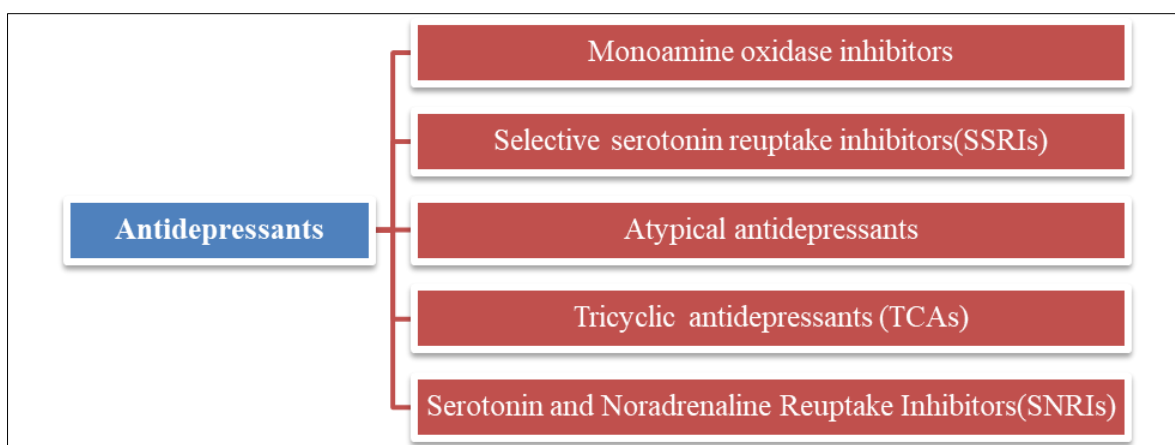 Monoamine oxidase inhibitors
Selective serotonin reuptake inhibitors(SSRIs)
Antidepressants
Atypical antidepressants
Tricyclic antidepressants (TCAs)
Serotonin and Noradrenaline Reuptake Inhibitors(SNRIs)